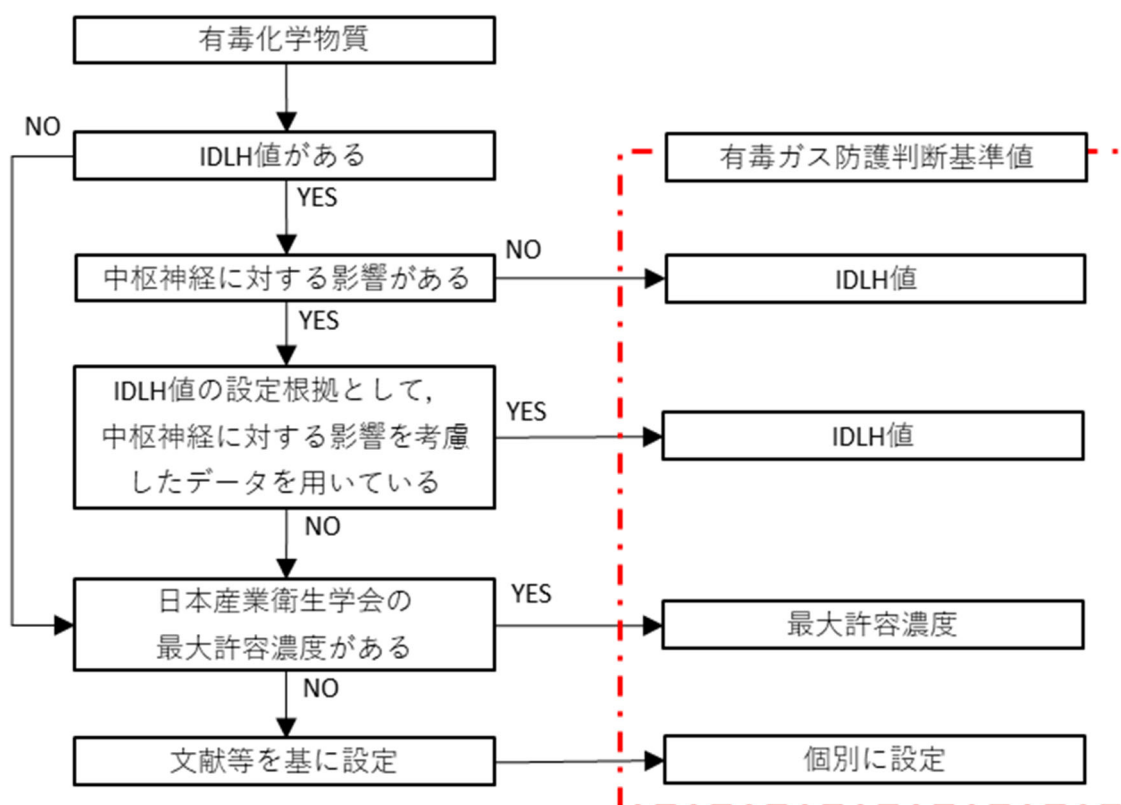 有毒化学物質
NO
IDLH値がある
有毒ガス防護判断基準値
YES
NO
中枢神経に対する影響がある
IDLH値
YES
IDLH値の設定根拠として,
中枢神経に対する影響を考慮
したデータを用いている
YES
IDLH値
NO
日本産業衛生学会の
最大許容濃度がある
YES
最大許容濃度
NO
文献等を基に設定
個別に設定